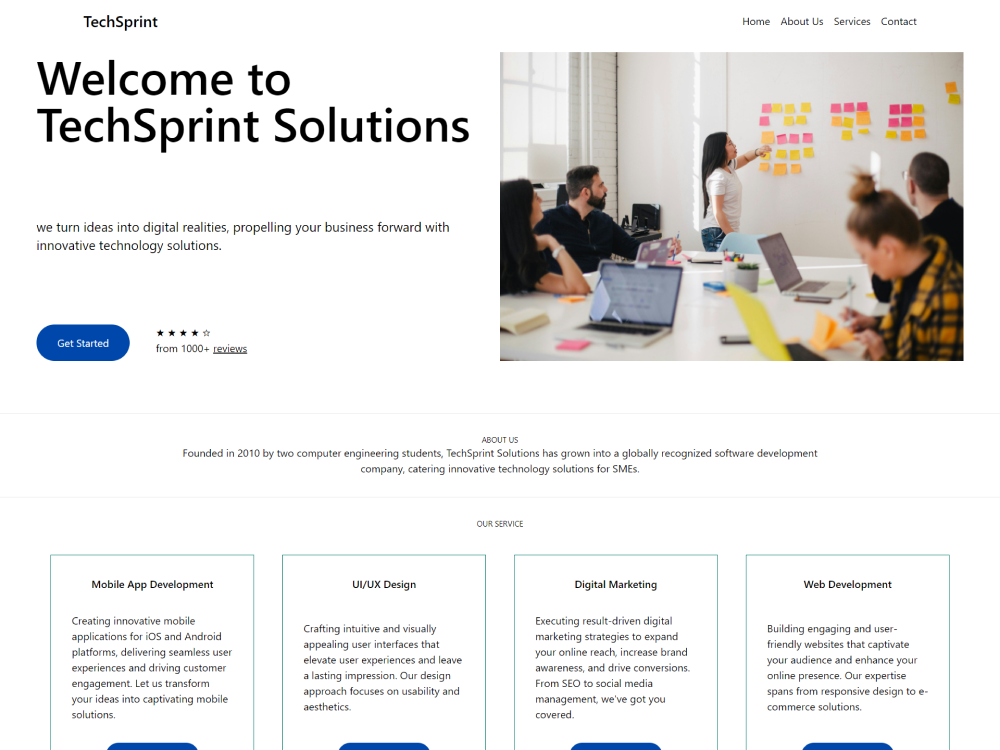 TechSprint
Home About Us Services Contact
Welcome to
TechSprint Solutions
we turn ideas into digital realities, propelling your business forward with
innovative technology solutions.
Get Started
★ ★ ★ ★ ☆
from 1000+ reviews
ABOUT US
Founded in 2010 by two computer engineering students, TechSprint Solutions has grown into a globally recognized software development
company, catering innovative technology solutions for SMEs.
OUR SERVICE
Mobile App Development
Creating innovative mobile
applications for iOS and Android
platforms, delivering seamless user
experiences and driving customer
engagement. Let us transform
your ideas into captivating mobile
solutions.
UI/UX Design
Crafting intuitive and visually
appealing user interfaces that
elevate user experiences and leave
a lasting impression. Our design
approach focuses on usability and
aesthetics.
Digital Marketing
Executing result-driven digital
marketing strategies to expand
your online reach, increase brand
awareness, and drive conversions.
From SEO to social media
management, we've got you
covered.
Web Development
Building engaging and user-
friendly websites that captivate
your audience and enhance your
online presence. Our expertise
spans from responsive design to e-
commerce solutions.